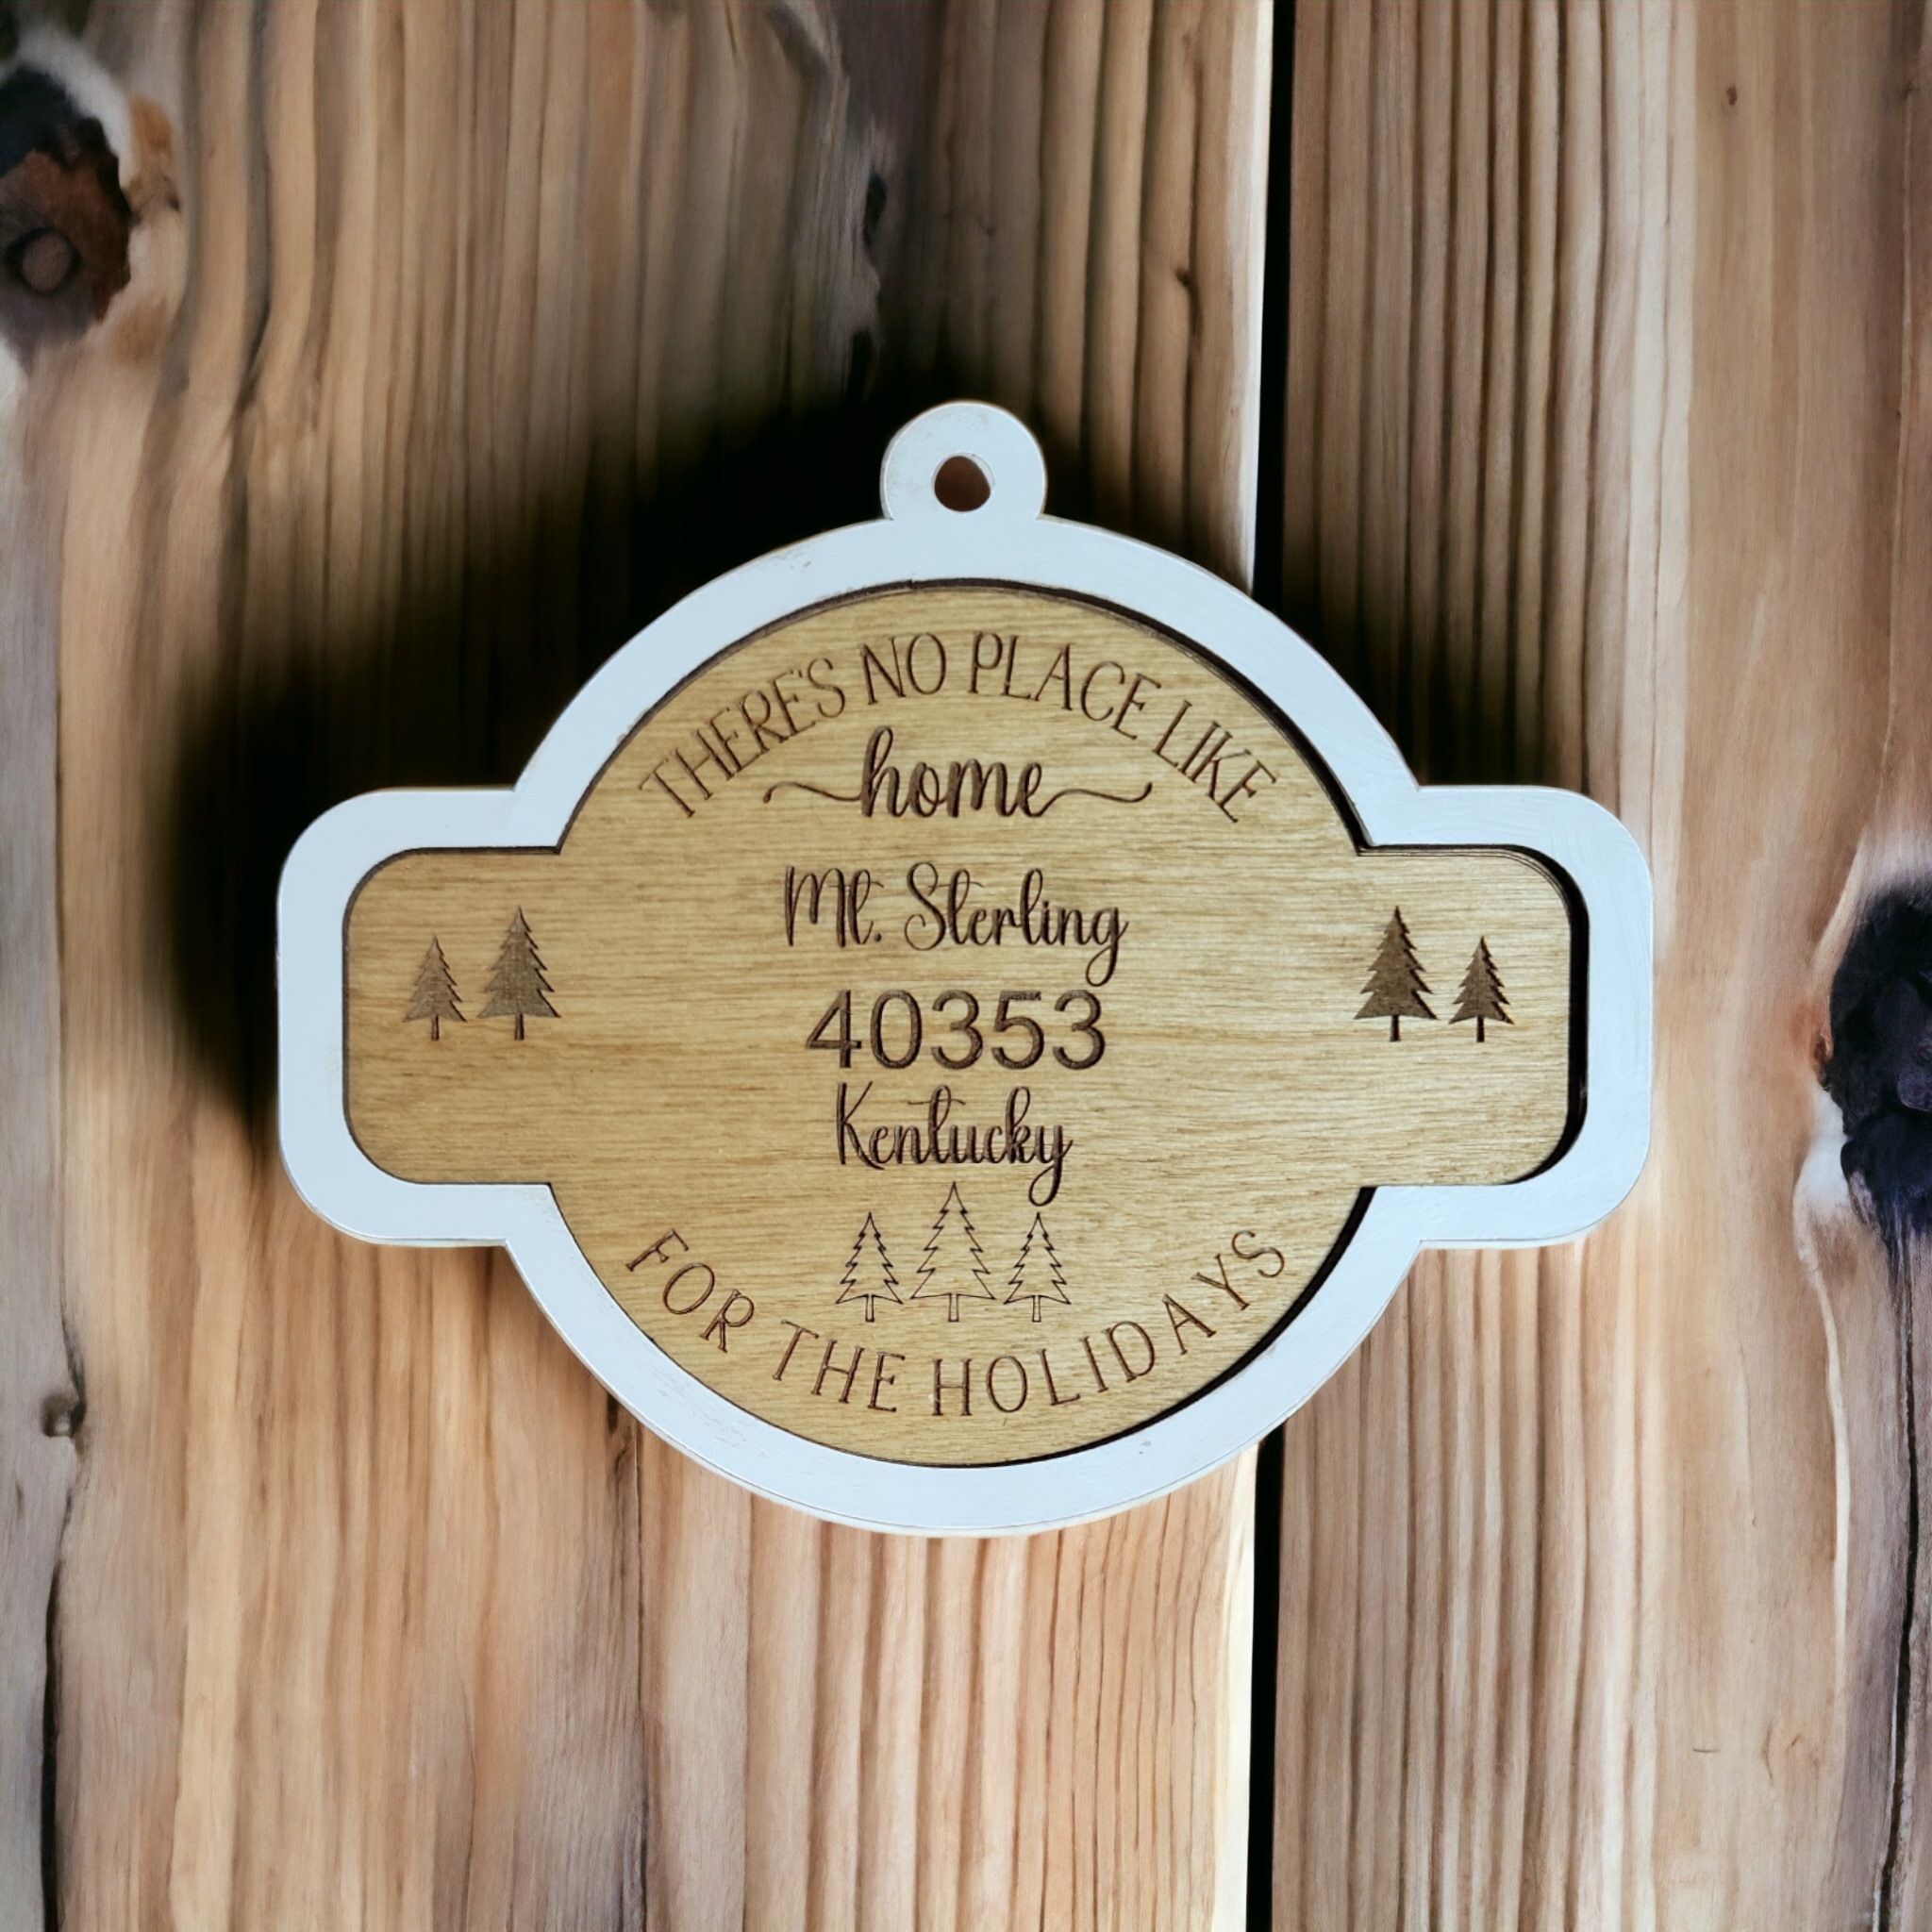 THERE'S NO PLACE LIKE
home
Mt. Sterling
40353
Kentucky
FOR THE HOLIDAYS